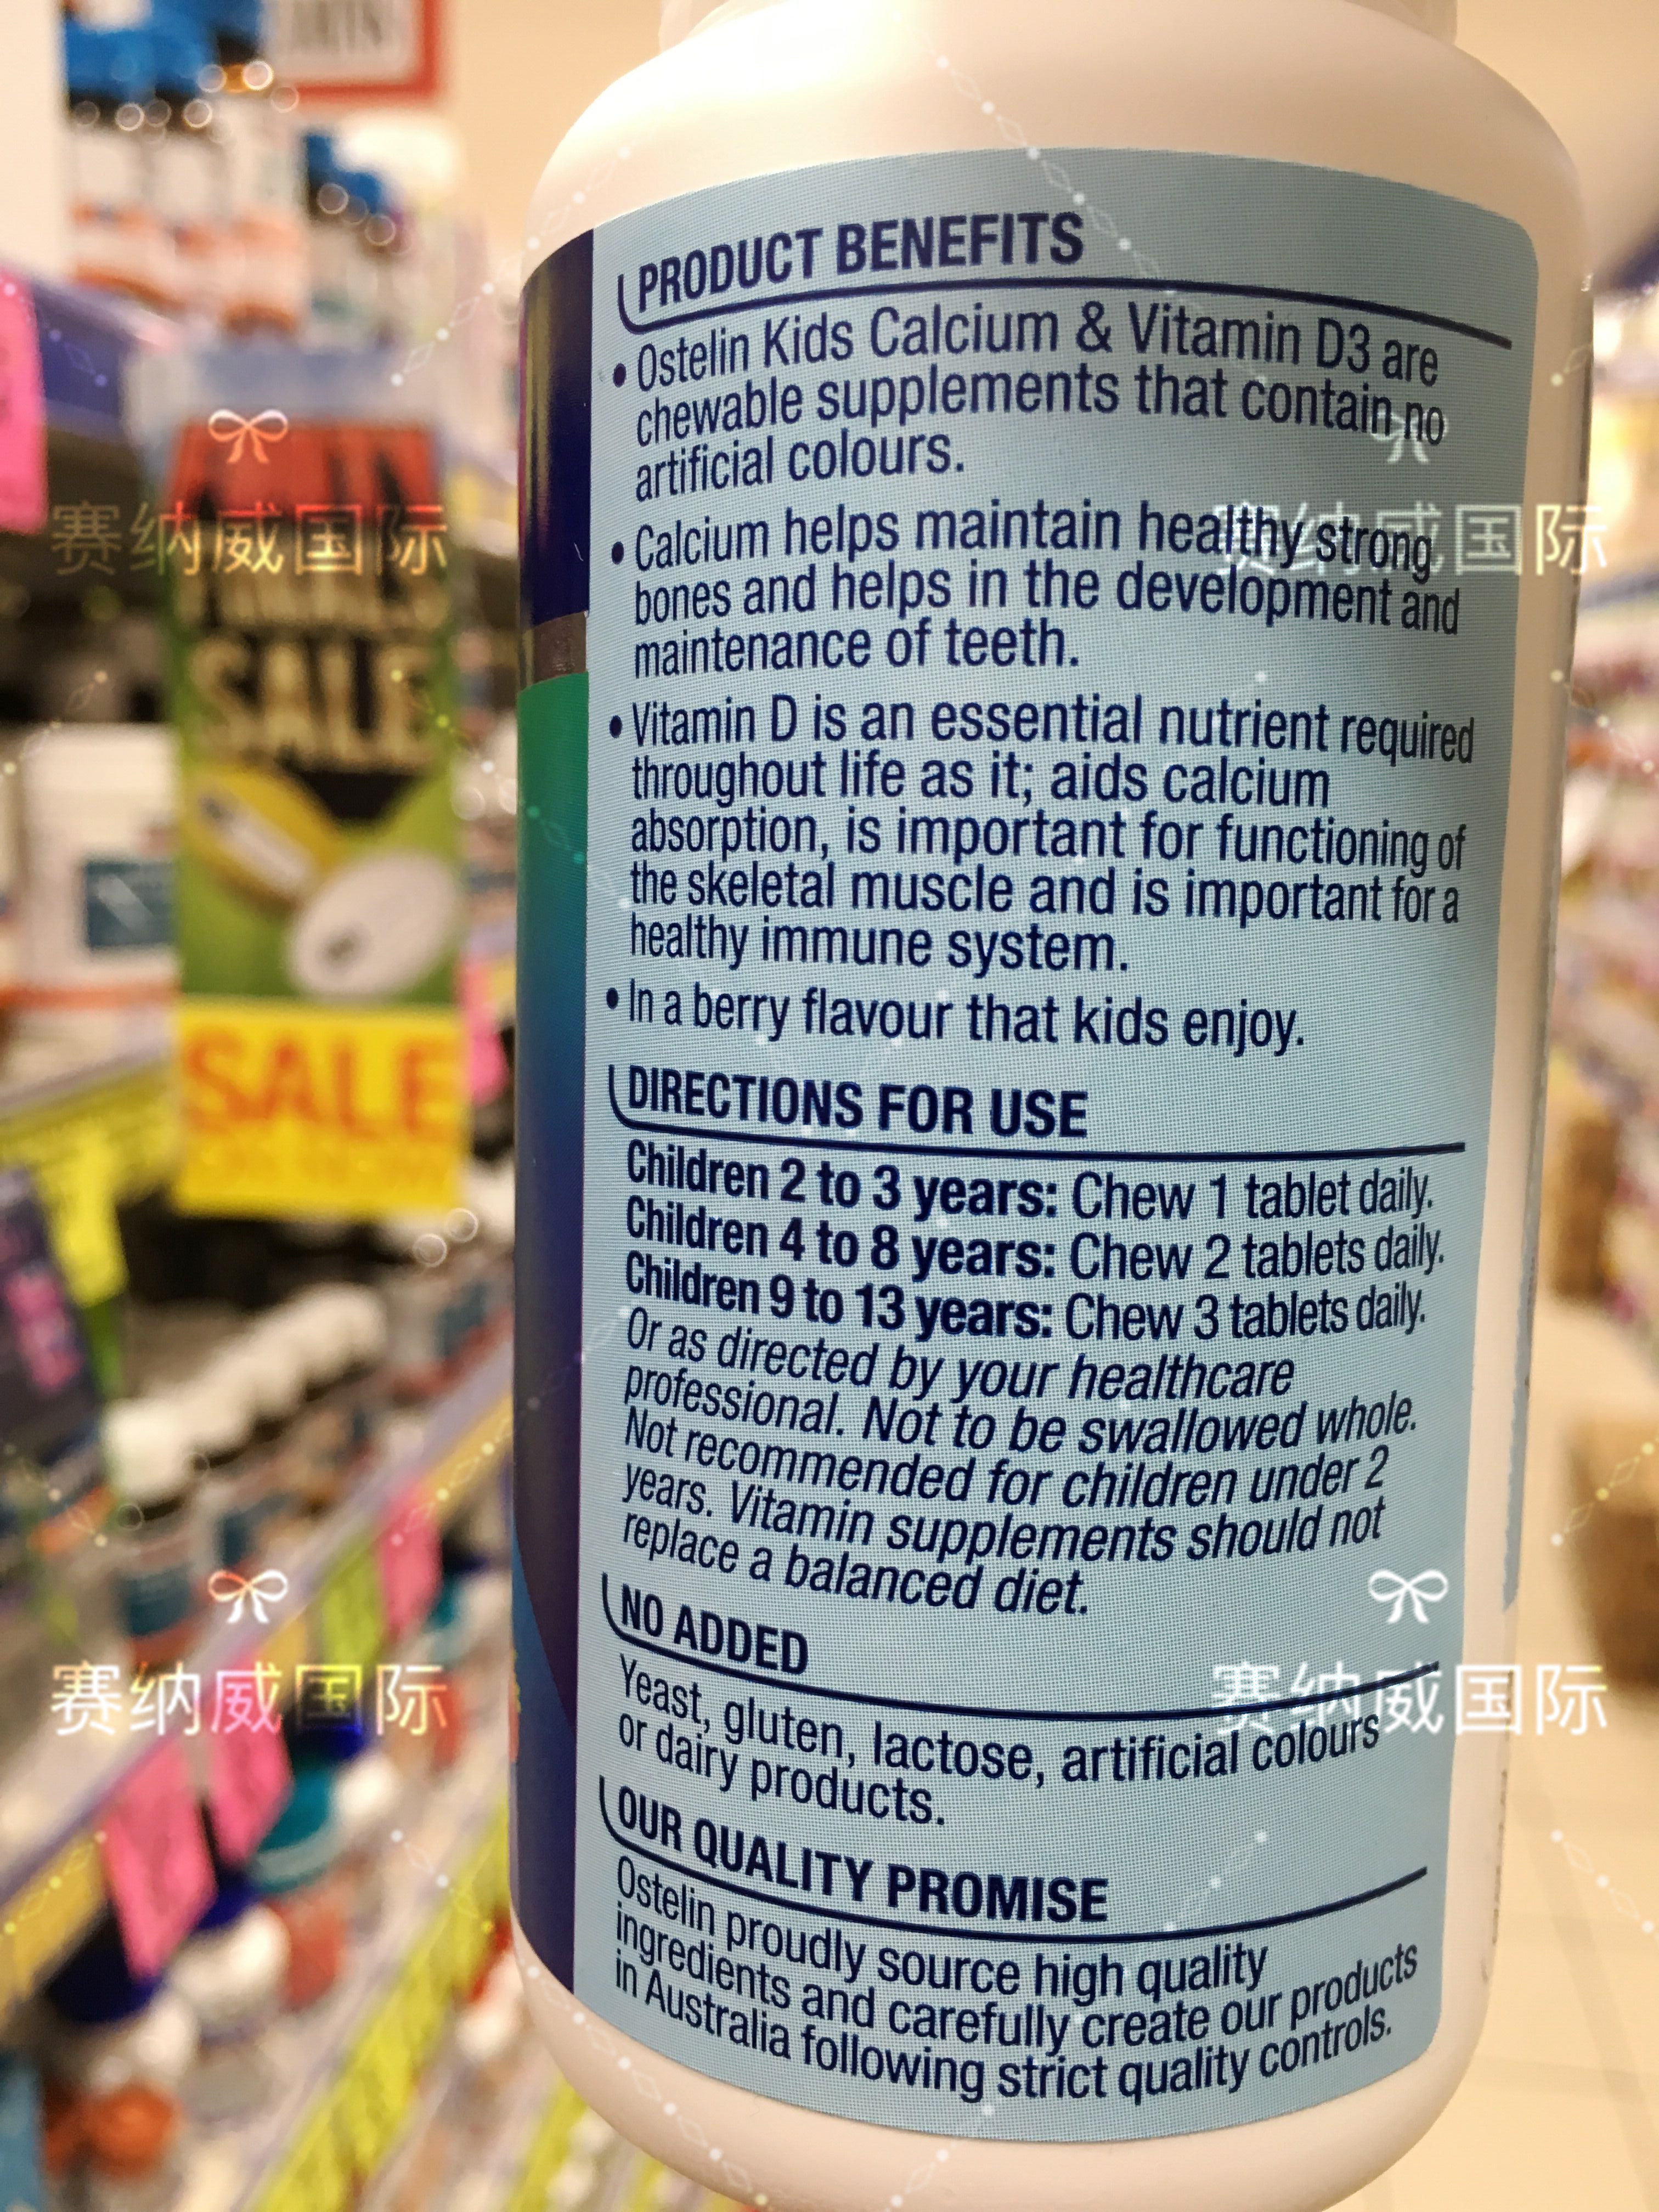 PRODUCT BENEFITS
• Ostelin Kids Calcium & Vitamin D3 are
chewable supplements that contain no
artificial colours.
• Calcium helps maintain healthy strong
bones and helps in the development and
maintenance of teeth.
• Vitamin D is an essential nutrient required
throughout life as it; aids calcium
absorption, is important for functioning of
the skeletal muscle and is important for a
healthy immune system.
• In a berry flavour that kids enjoy.
DIRECTIONS FOR USE
Children 2 to 3 years: Chew 1 tablet daily.
Children 4 to 8 years: Chew 2 tablets daily.
Children 9 to 13 years: Chew 3 tablets daily.
Or as directed by your healthcare
professional. Not to be swallowed whole.
Not recommended for children under 2
years. Vitamin supplements should not
replace a balanced diet.
NO ADDED
Yeast, gluten, lactose, artificial colours
or dairy products.
OUR QUALITY PROMISE
Ostelin proudly source high quality
ingredients and carefully create our products
in Australia following strict quality controls.
SALE
SALE
赛纳威国际
赛纳威国际
赛纳威国际
赛纳威国际